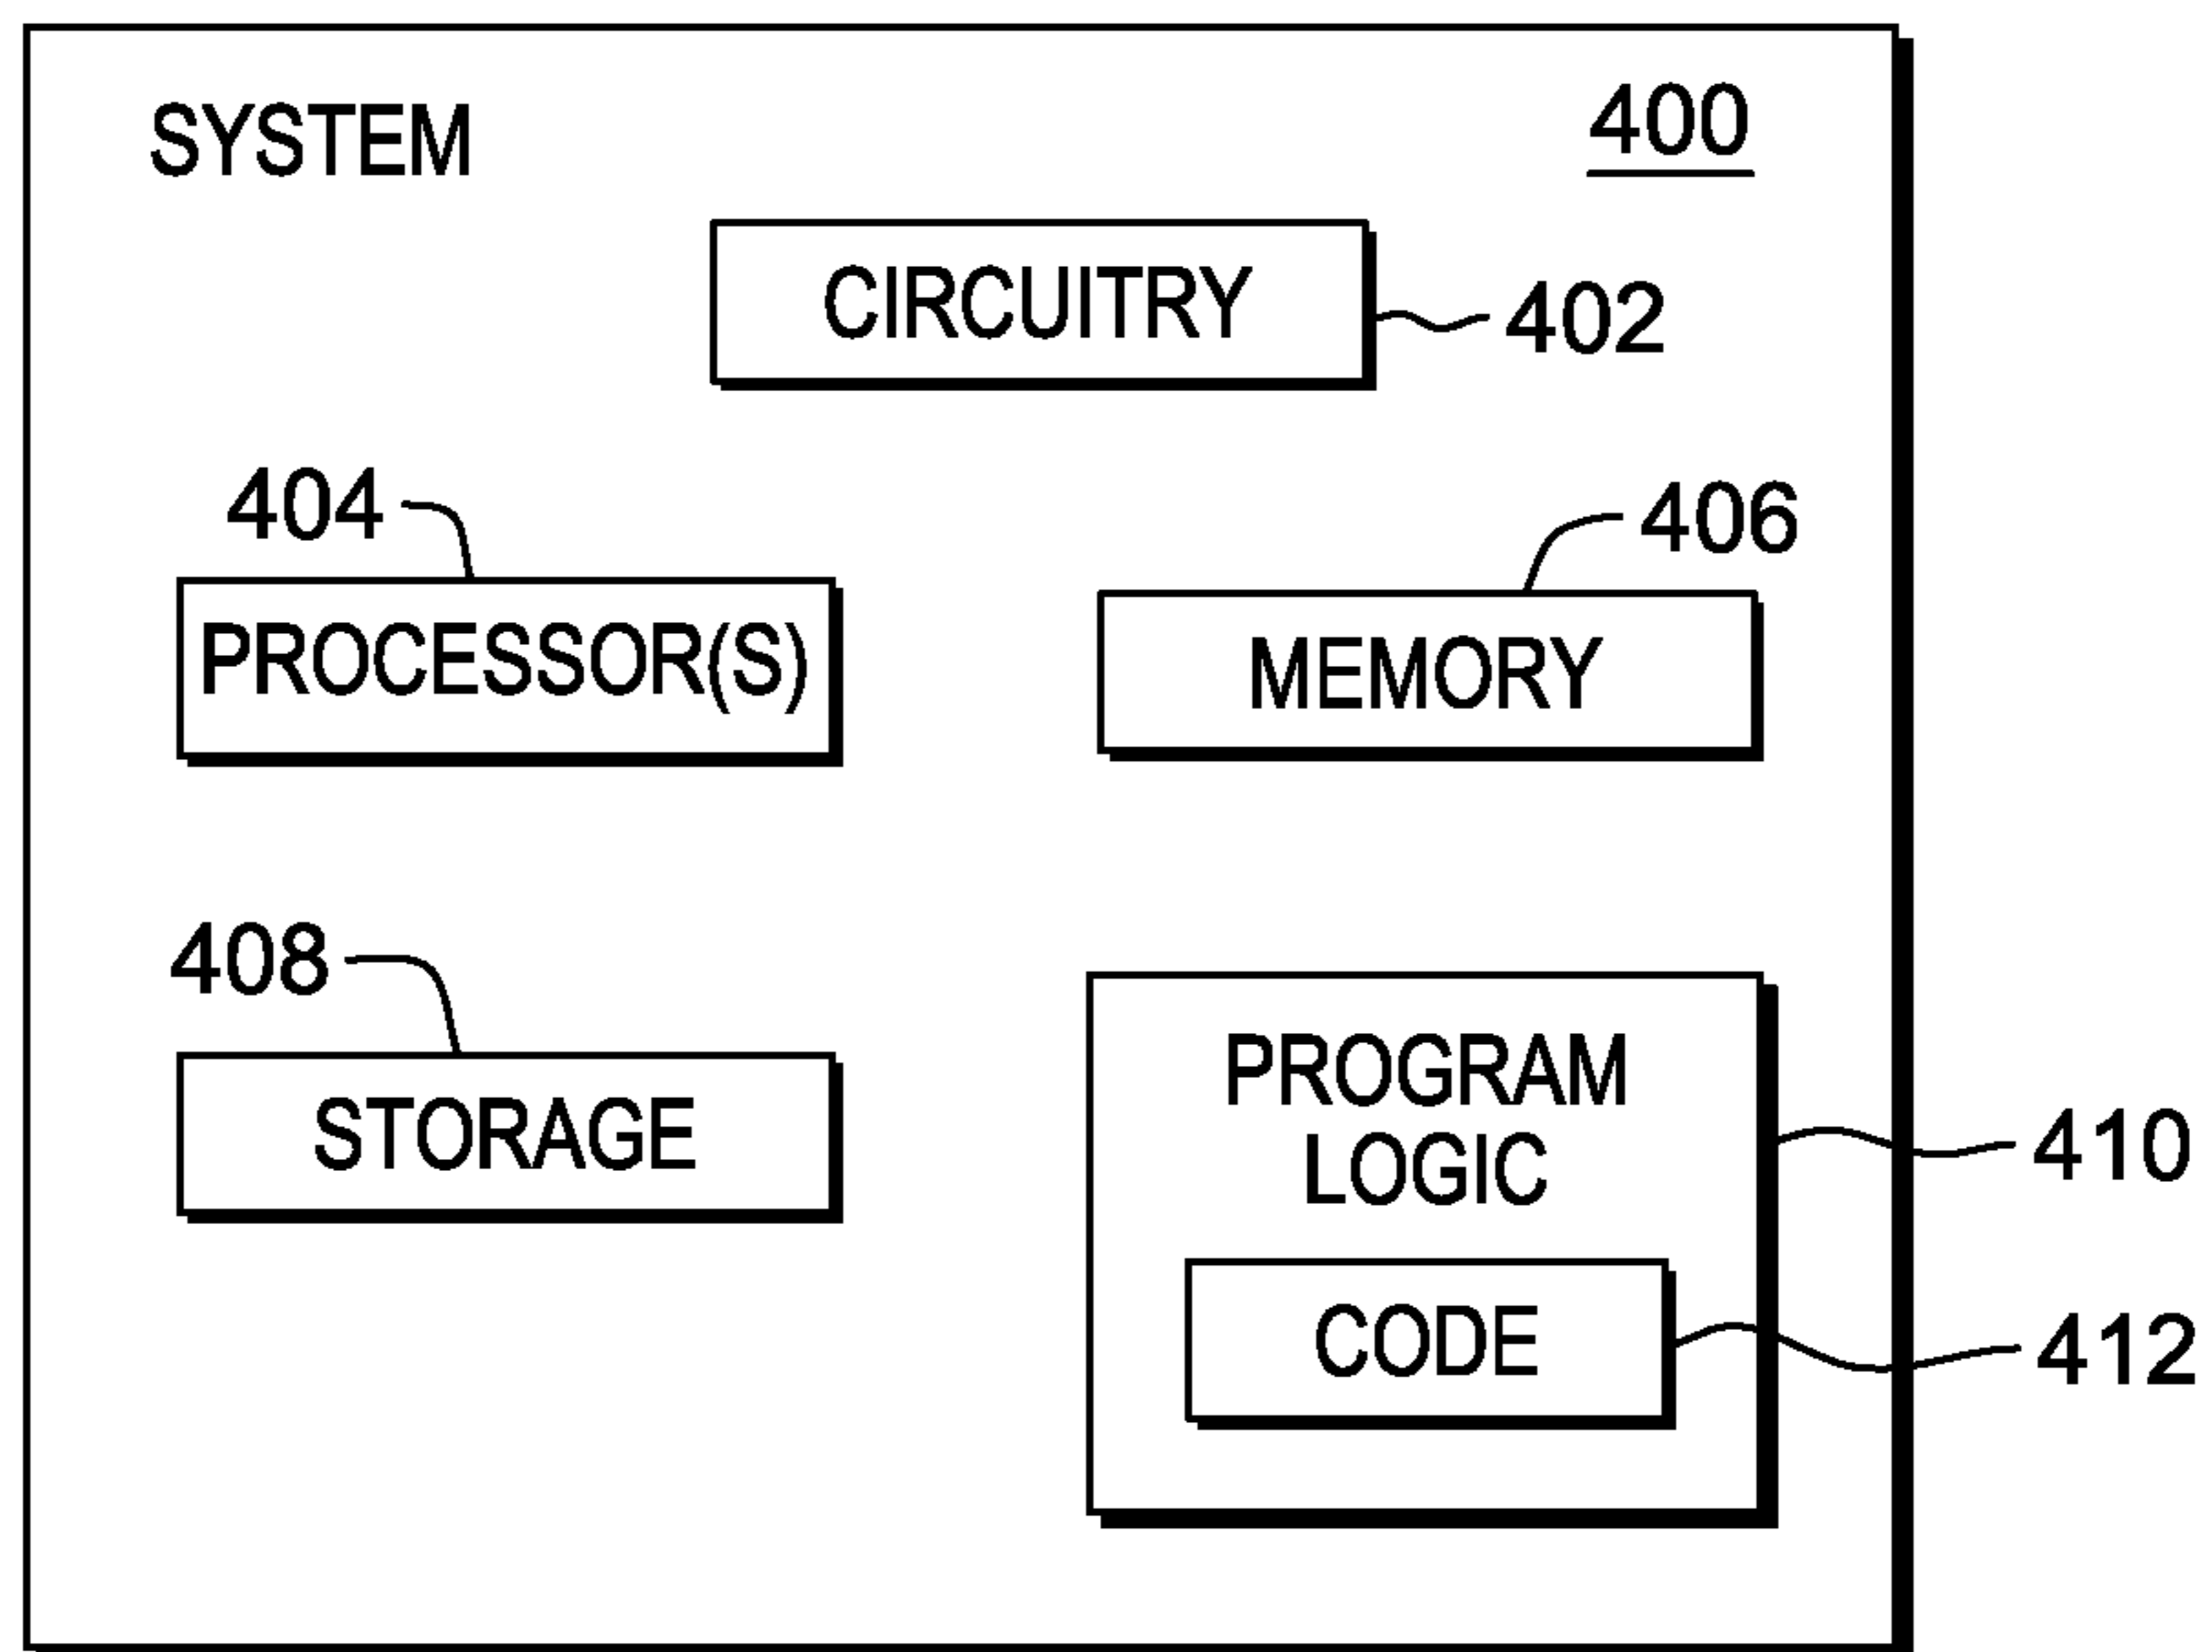 SYSTEM
400
CIRCUITRY
402
404
406
PROCESSOR(S)
MEMORY
408
STORAGE
PROGRAM
LOGIC
410
CODE
412